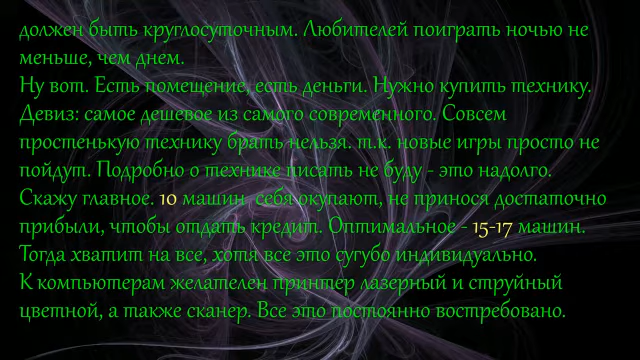 должен быть круглосуточным. Любителей поиграть ночью не
меньше, чем днем.
Ну вот. Есть помещение, есть деньги. Нужно купить технику.
Девиз: самое дешевое из самого современного. Совсем
простенькую технику брать нельзя. т.к. новые игры просто не
пойдут. Подробно о технике писать не буду - это надолго.
Скажу главное. 10 машин себя окупают, не принося достаточно
прибыли, чтобы отдать кредит. Оптимальное - 15-17 машин.
Тогда хватит на все, хотя все это сугубо индивидуально.
К компьютерам желателен принтер лазерный и струйный
цветной, а также сканер. Все это постоянно востребовано.